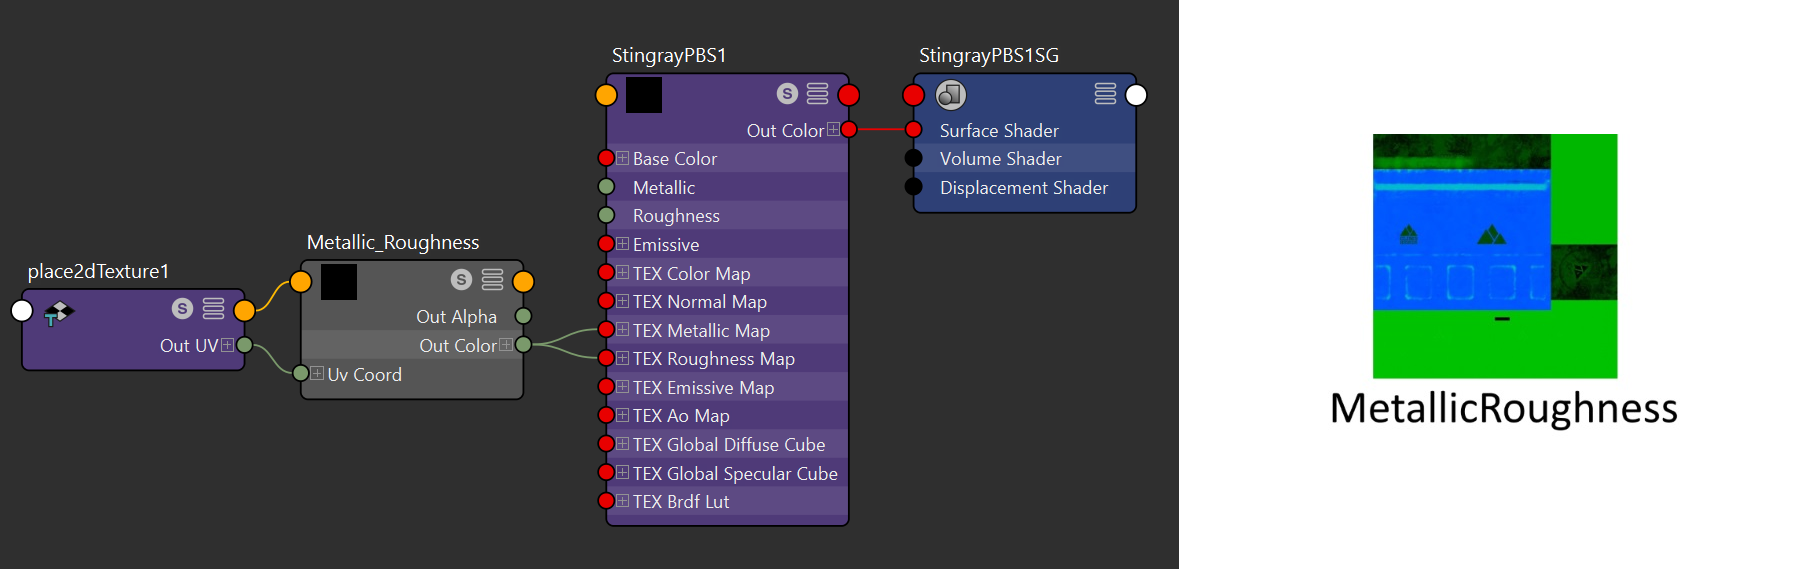 place2dTexture1
S
T
Out UV
Metallic_Roughness
S
Out Alpha
Out Color
Uv Coord
StingrayPBS1
S
Out Color
Base Color
Metallic
Roughness
Emissive
TEX Color Map
TEX Normal Map
TEX Metallic Map
TEX Roughness Map
TEX Emissive Map
TEX Ao Map
TEX Global Diffuse Cube
TEX Global Specular Cube
TEX Brdf Lut
StingrayPBS1SG
Surface Shader
Volume Shader
Displacement Shader
MetallicRoughness